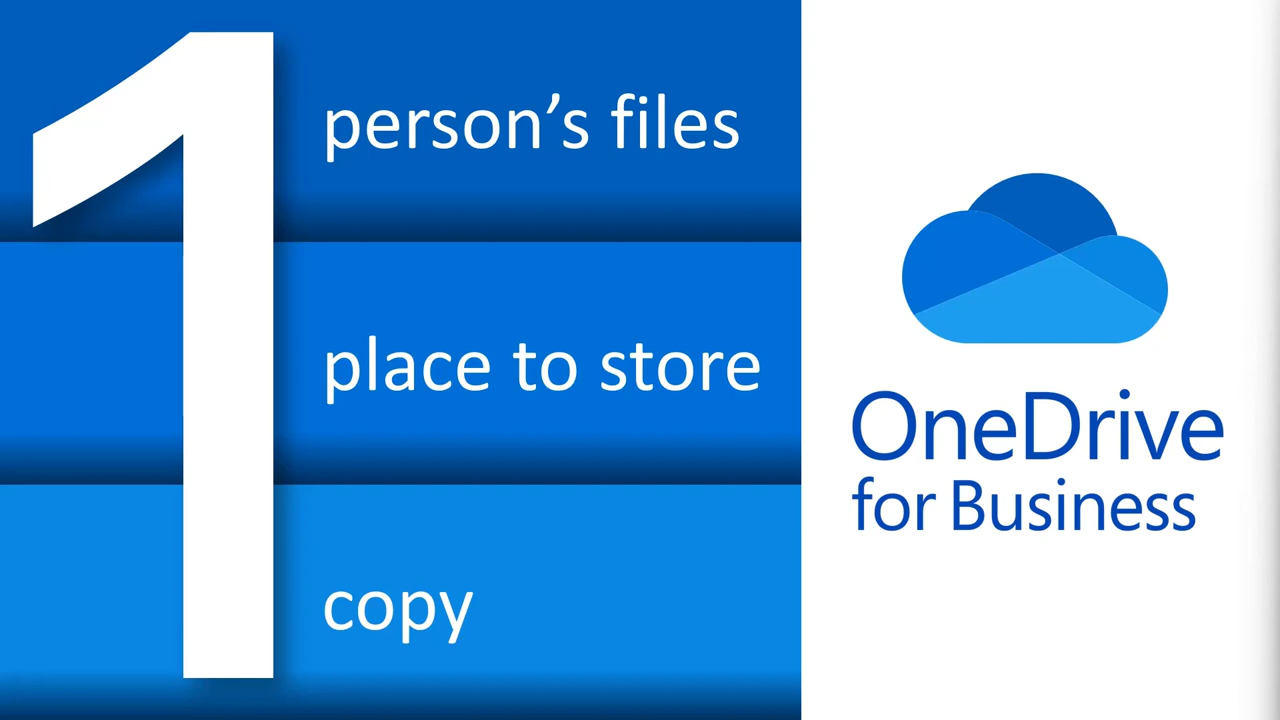 1
person’s files
place to store
copy
OneDrive
for Business